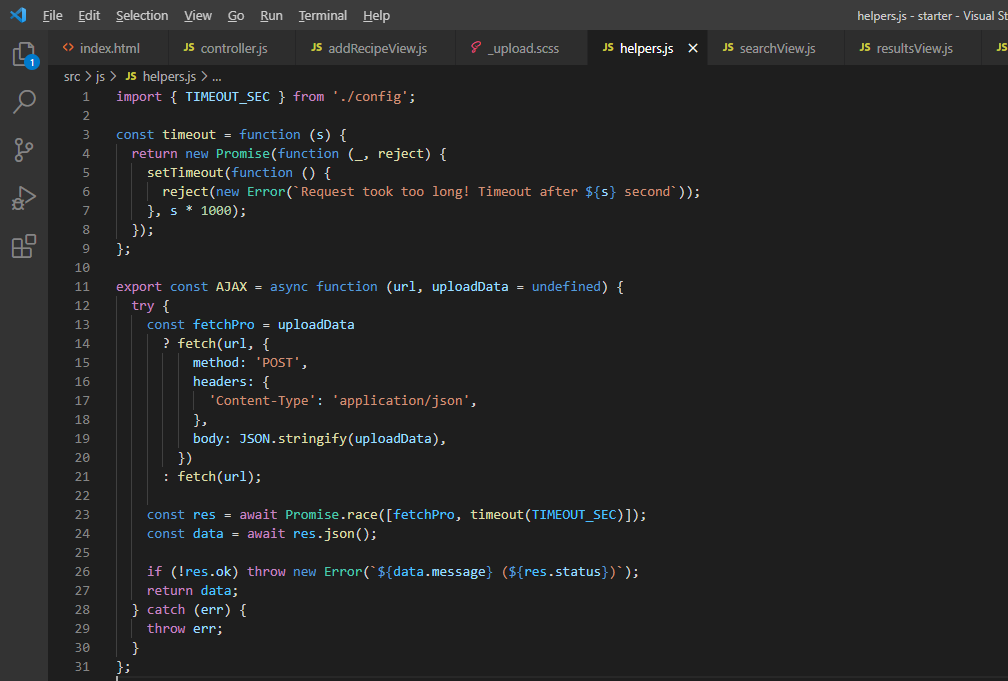 File Edit Selection View Go Run Terminal Help helpers.js - starter - Visual St
<> index.html JS controller.js JS addRecipeView.js _upload.scss JS helpers.js × JS searchView.js JS resultsView.js JS
1
src > js > JS helpers.js > ...
1 import { TIMEOUT_SEC } from './config';
2
3 const timeout = function (s) {
4 return new Promise(function (_, reject) {
5 setTimeout(function () {
6 reject(new Error(`Request took too long! Timeout after ${s} second`));
7 }, s * 1000);
8 });
9 };
10
11 export const AJAX = async function (url, uploadData = undefined) {
12 try {
13 const fetchPro = uploadData
14 ? fetch(url, {
15 method: 'POST',
16 headers: {
17 'Content-Type': 'application/json',
18 },
19 body: JSON.stringify(uploadData),
20 })
21 : fetch(url);
22
23 const res = await Promise.race([fetchPro, timeout(TIMEOUT_SEC)]);
24 const data = await res.json();
25
26 if (!res.ok) throw new Error(`${data.message} (${res.status})`);
27 return data;
28 } catch (err) {
29 throw err;
30 }
31 };